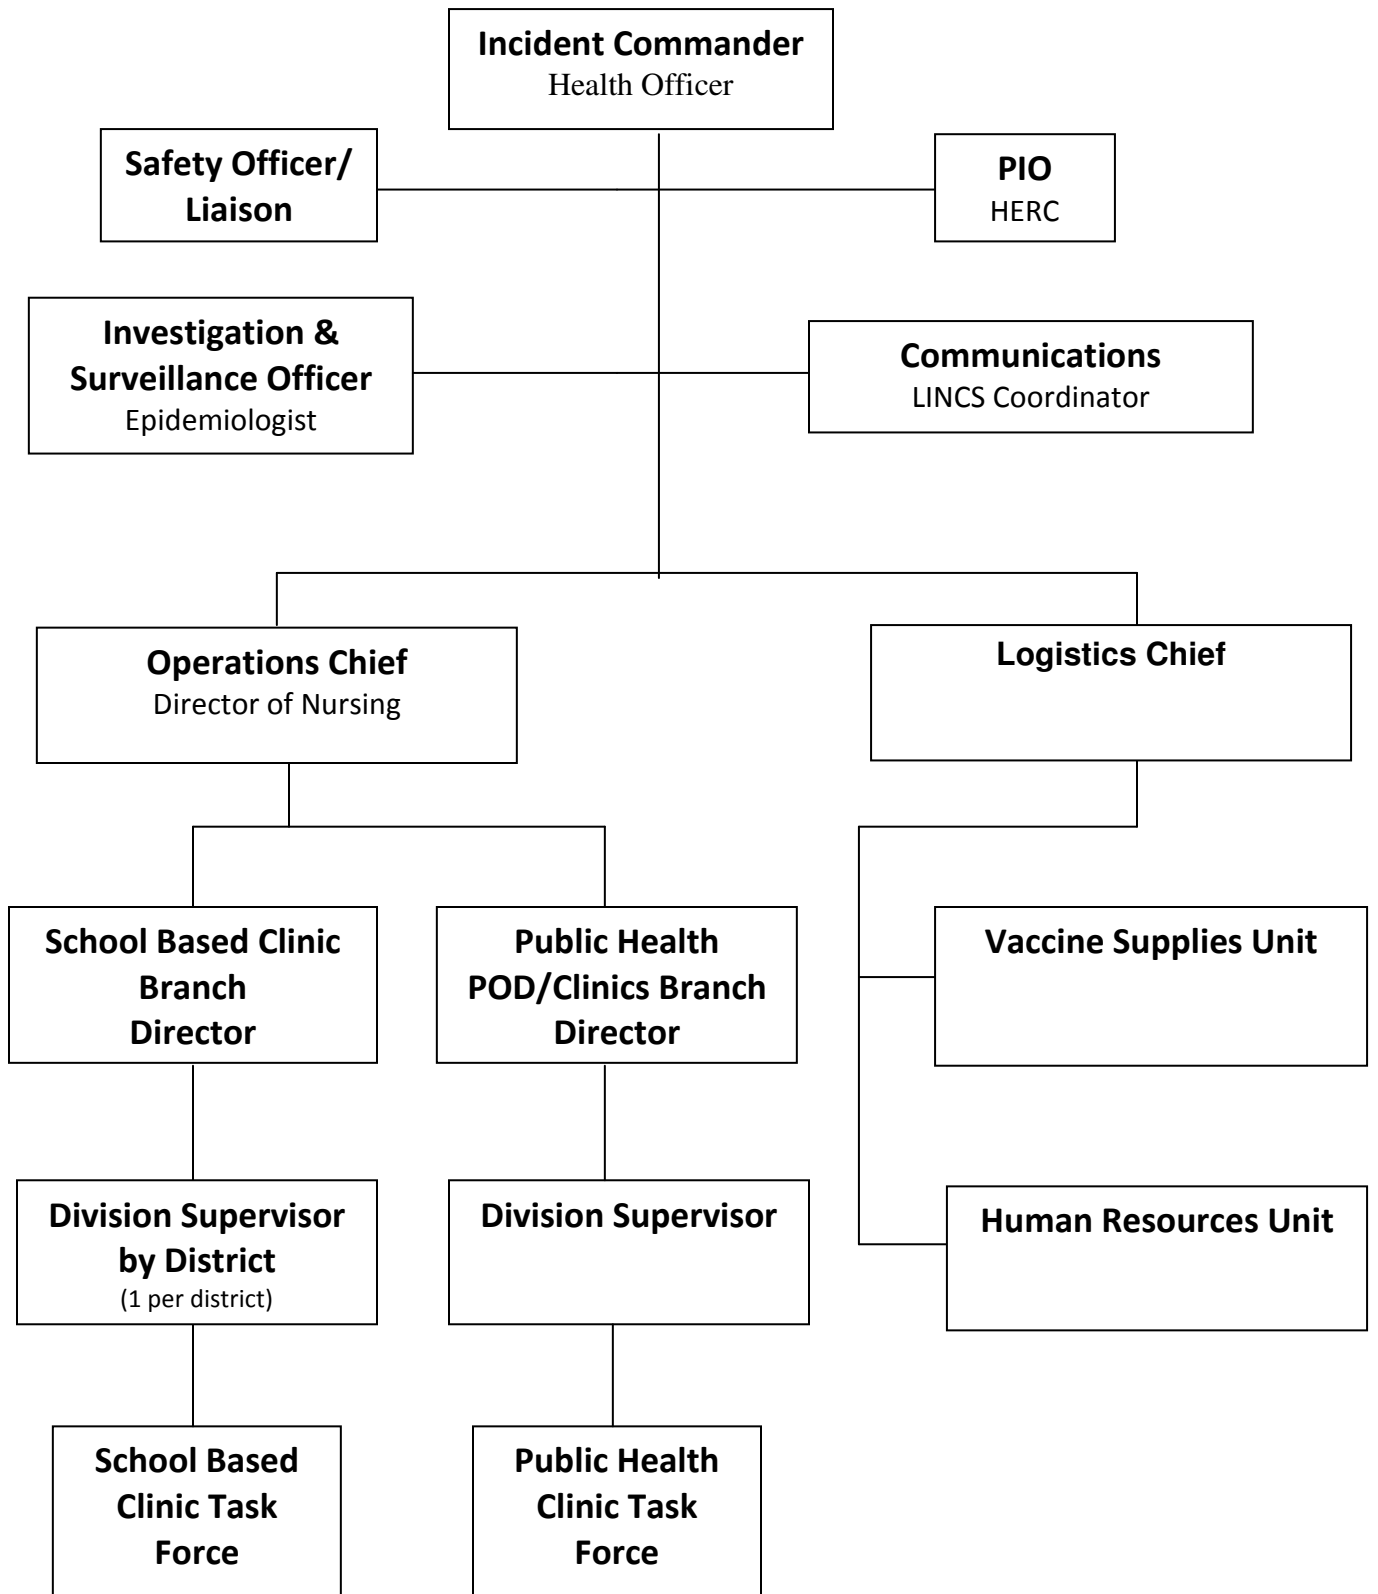 Incident Commander
Health Officer
Safety Officer/
Liaison
PIO
HERC
Investigation &
Surveillance Officer
Epidemiologist
Communications
LINCS Coordinator
Operations Chief
Director of Nursing
Logistics Chief
School Based Clinic
Branch
Director
Public Health
POD/Clinics Branch
Director
Vaccine Supplies Unit
Division Supervisor
by District
(1 per district)
Division Supervisor
Human Resources Unit
School Based
Clinic Task
Force
Public Health
Clinic Task
Force